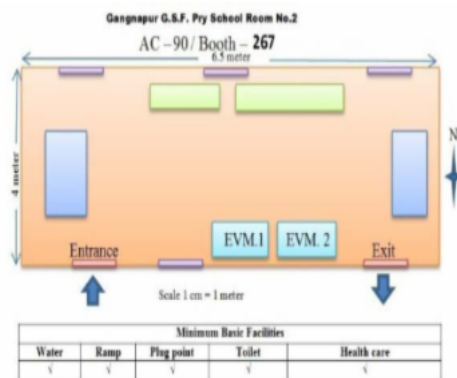 Gangnapur G.S.F. Pry School Room No.2
AC –90 / Booth – 267
6.5 meter
4 meter
N
EVM.1 EVM. 2
Entrance Exit
Scale 1 cm = 1 meter
Minimum Basic Facilities
Water Ramp Plug point Toilet Health care
√ √ √ √ √